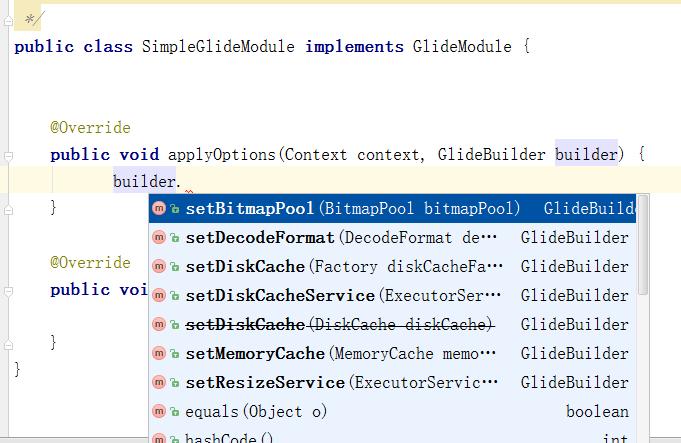 */
public class SimpleGlideModule implements GlideModule {
@Override
public void applyOptions(Context context, GlideBuilder builder) {
builder.
}
@Override
public voi
}
}
setBitmapPool(BitmapPool bitmapPool) GlideBuild
setDecodeFormat(DecodeFormat de… GlideBuilder
setDiskCache(Factory diskCacheFa… GlideBuilder
setDiskCacheService(ExecutorSer… GlideBuilder
setDiskCache(DiskCache diskCache) GlideBuilder
setMemoryCache(MemoryCache memo… GlideBuilder
setResizeService(ExecutorServic… GlideBuilder
equals(Object o) boolean
hashCode() int